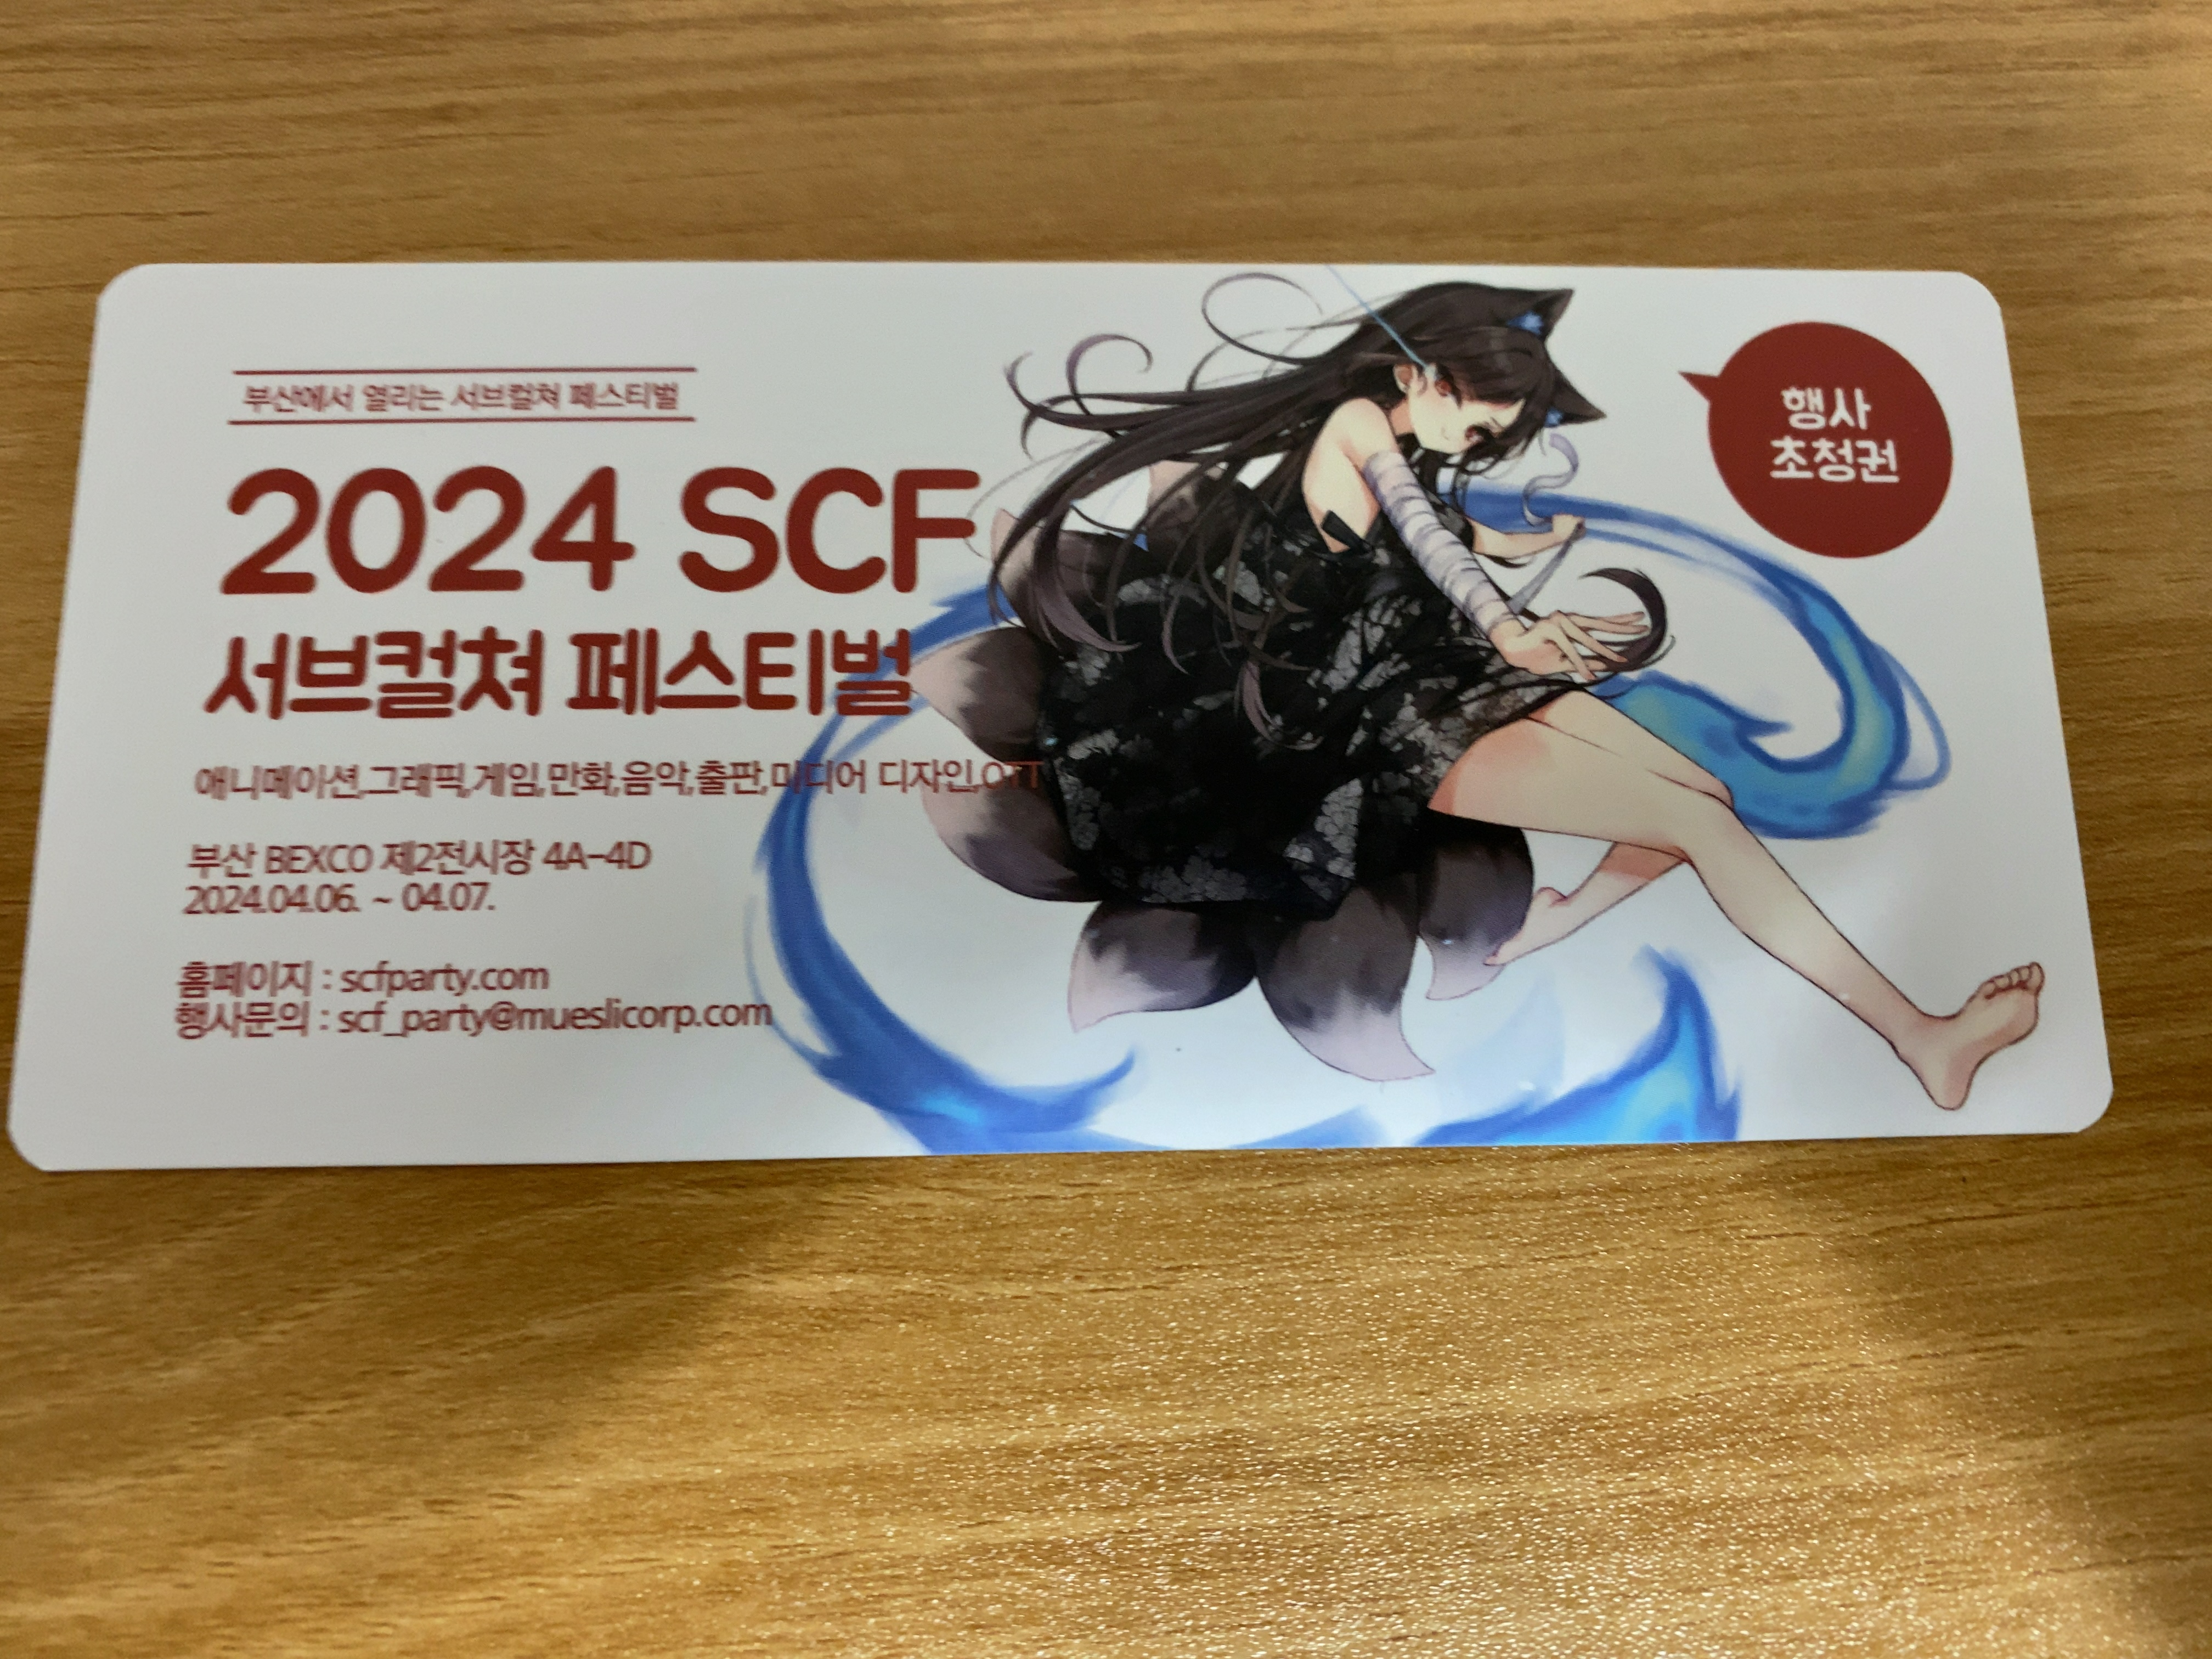 부산에서 열리는 서브컬쳐 페스티벌
2024 SCF
서브컬쳐 페스티벌
애니메이션,그래픽,게임,만화,음악,출판,미디어 디자인,OTT
부산 BEXCO 제2전시장 4A-4D
2024.04.06. ~ 04.07.
홈페이지 : scfparty.com
행사문의 : scf_party@mueslicorp.com
행사
초청권